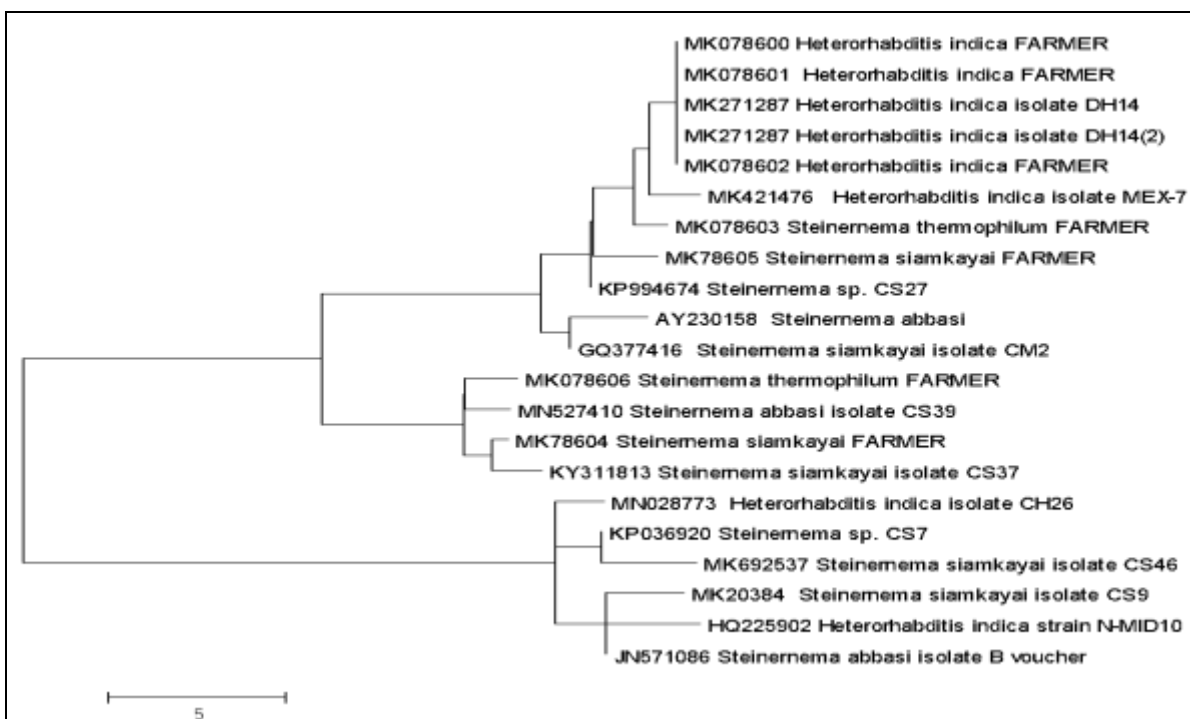 MK078600 Heterorhabditis indica FARMER
MK078601 Heterorhabditis indica FARMER
MK271287 Heterorhabditis indica isolate DH14
MK271287 Heterorhabditis indica isolate DH14(2)
MK078602 Heterorhabditis indica FARMER
MK421476 Heterorhabditis indica isolate MEX-7
MK078603 Steinernema thermophilum FARMER
MK78605 Steinernema siamkayai FARMER
KP994674 Steinernema sp. CS27
AY230158 Steinernema abbasi
GQ377416 Steinernema siamkayai isolate CM2
MK078606 Steinernema thermophilum FARMER
MN527410 Steinernema abbasi isolate CS39
MK78604 Steinernema siamkayai FARMER
KY311813 Steinernema siamkayai isolate CS37
MN028773 Heterorhabditis indica isolate CH26
KP036920 Steinernema sp. CS7
MK692537 Steinernema siamkayai isolate CS46
MK20384 Steinernema siamkayai isolate CS9
HQ225902 Heterorhabditis indica strain N-MID10
JN571086 Steinernema abbasi isolate B voucher
5